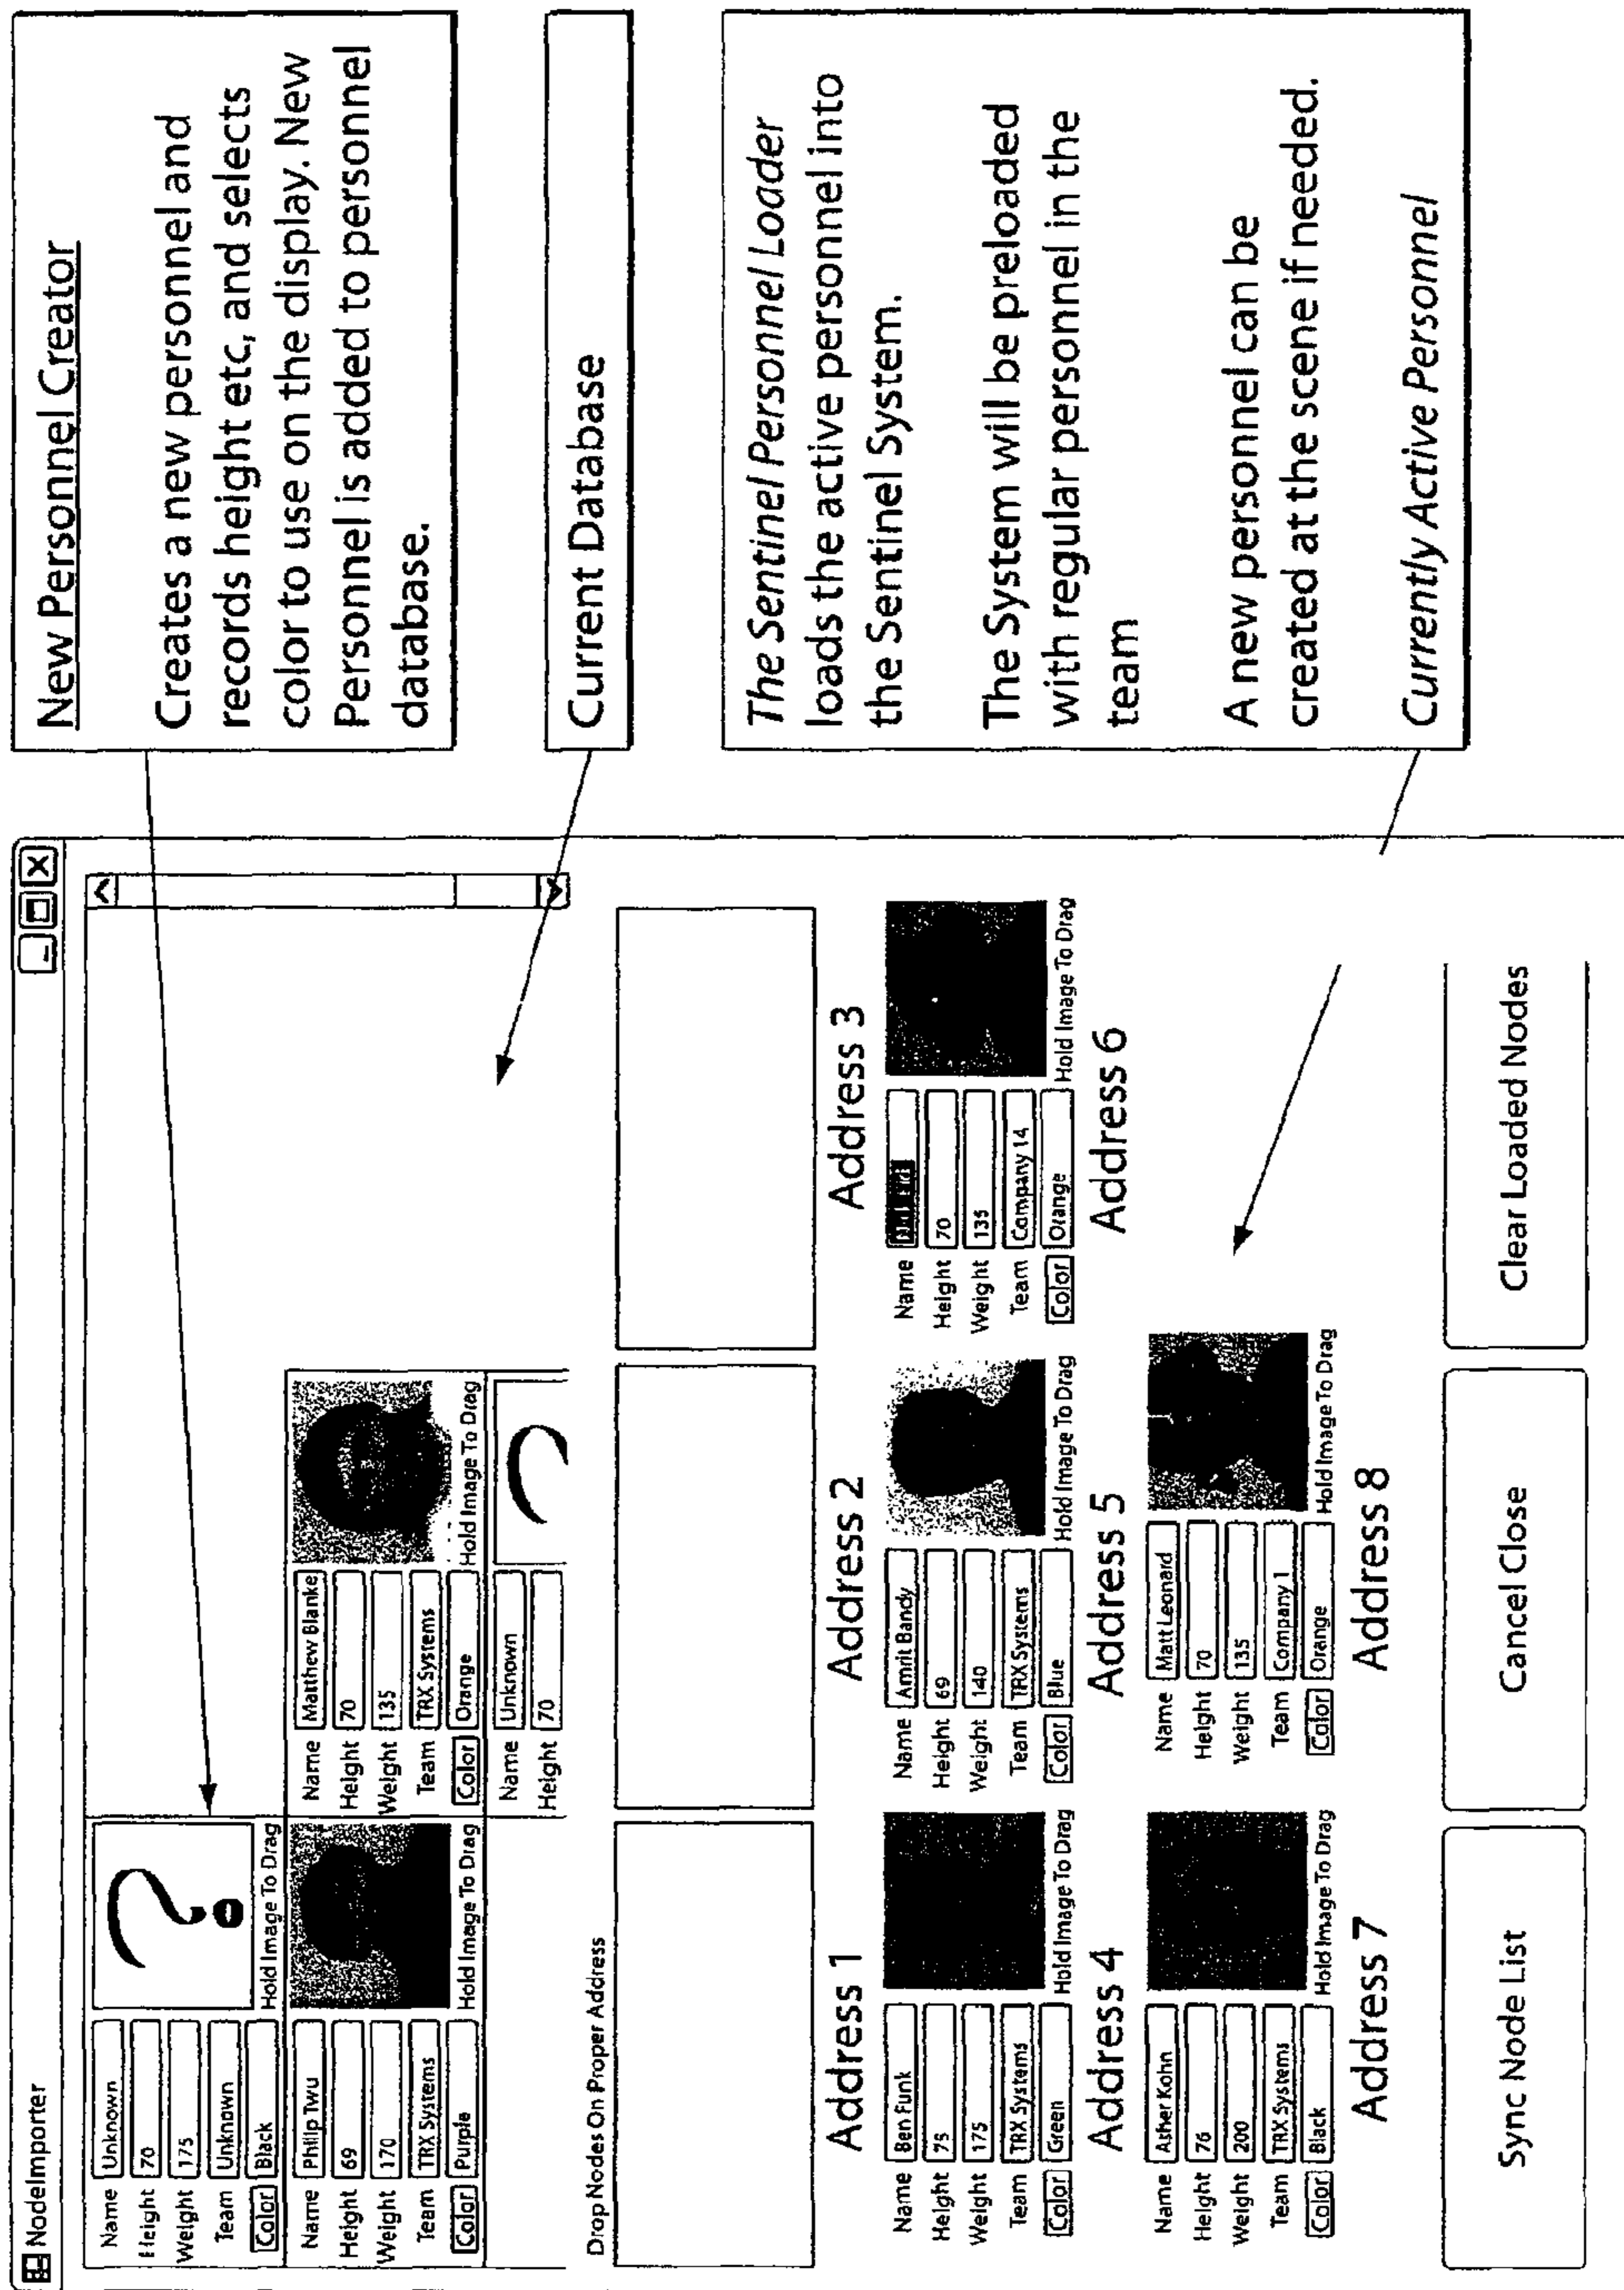 NodeImporter
Name Unknown
Height 70
Weight 175
Team Unknown
Color Black
Hold Image To Drag
Name Philip Twu
Height 69
Weight 170
Team TRX Systems
Color Purple
Hold Image To Drag
Name Matthew Blanke
Height 70
Weight 135
Team TRX Systems
Color Orange
Hold Image To Drag
Name Unknown
Height 70
Drop Nodes On Proper Address
Address 1
Address 2
Address 3
Name Ben Funk
Height 75
Weight 175
Team TRX Systems
Color Green
Hold Image To Drag
Address 4
Name Amrit Bandy
Height 69
Weight 140
Team TRX Systems
Color Blue
Hold Image To Drag
Address 5
Name
Height 70
Weight 135
Team Company 14
Color Orange
Hold Image To Drag
Address 6
Name Asher Kohn
Height 76
Weight 200
Team TRX Systems
Color Black
Hold Image To Drag
Address 7
Name Matt Leonard
Height 70
Weight 135
Team Company 1
Color Orange
Hold Image To Drag
Address 8
Sync Node List
Cancel Close
Clear Loaded Nodes
New Personnel Creator
Creates a new personnel and
records height etc, and selects
color to use on the display. New
Personnel is added to personnel
database.
Current Database
The Sentinel Personnel Loader
loads the active personnel into
the Sentinel System.
The System will be preloaded
with regular personnel in the
team
A new personnel can be
created at the scene if needed.
Currently Active Personnel